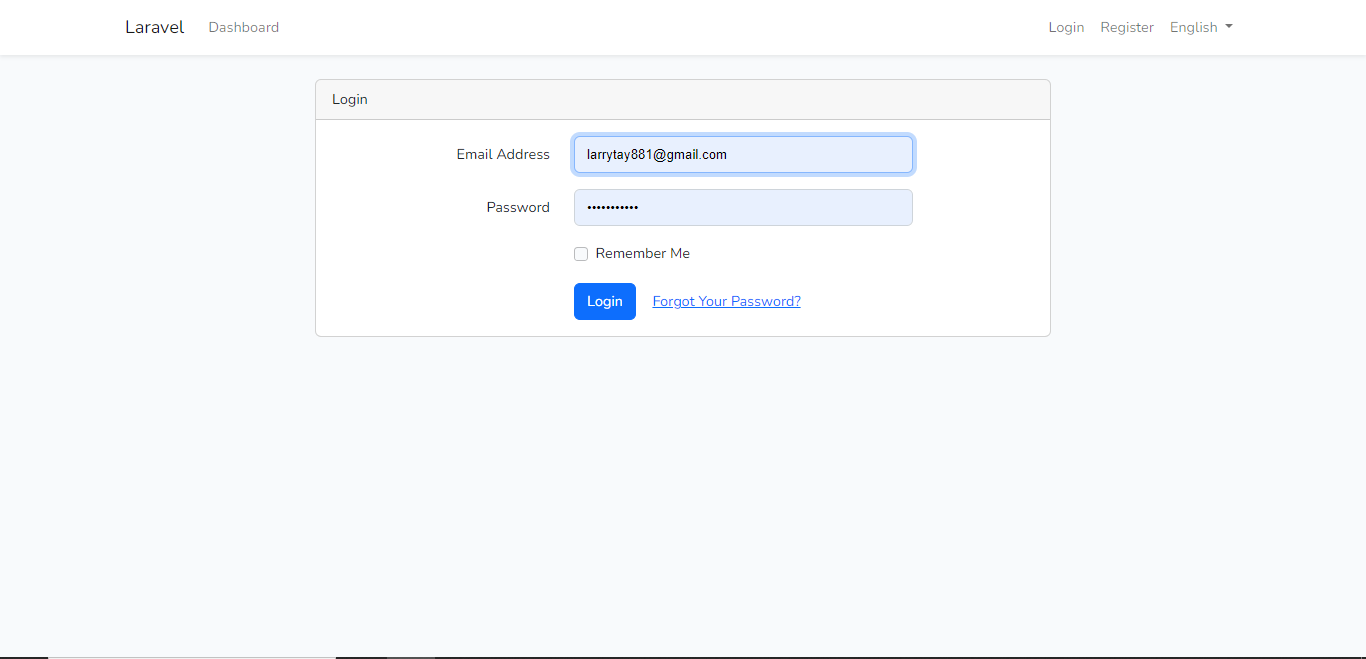 Laravel Dashboard Login Register English
Login
Email Address larrytay881@gmail.com
Password •••••••••••
Remember Me
Login Forgot Your Password?